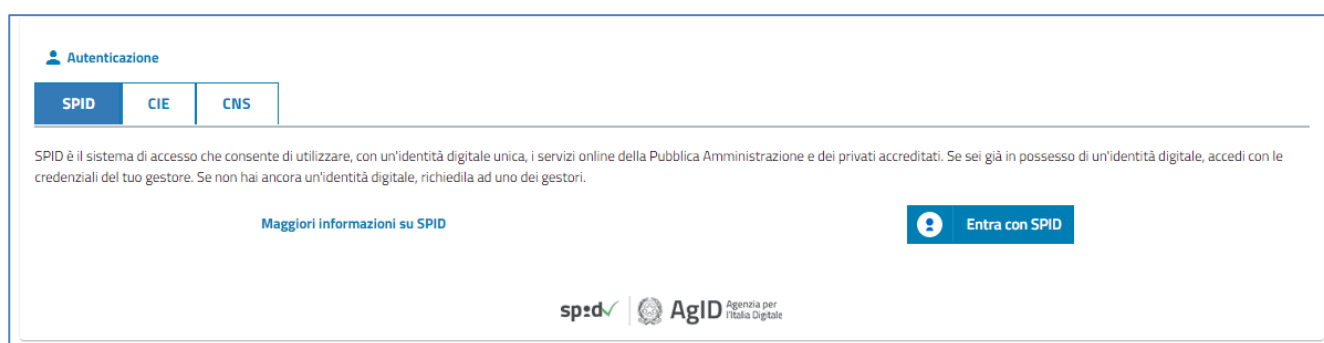 Autenticazione
SPID CIE CNS
SPID è il sistema di accesso che consente di utilizzare, con un'identità digitale unica, i servizi online della Pubblica Amministrazione e dei privati accreditati. Se sei già in possesso di un'identità digitale, accedi con le
credenziali del tuo gestore. Se non hai ancora un'identità digitale, richiedila ad uno dei gestori.
Maggiori informazioni su SPID Entra con SPID
spid AgID Agenzia per
l'Italia Digitale